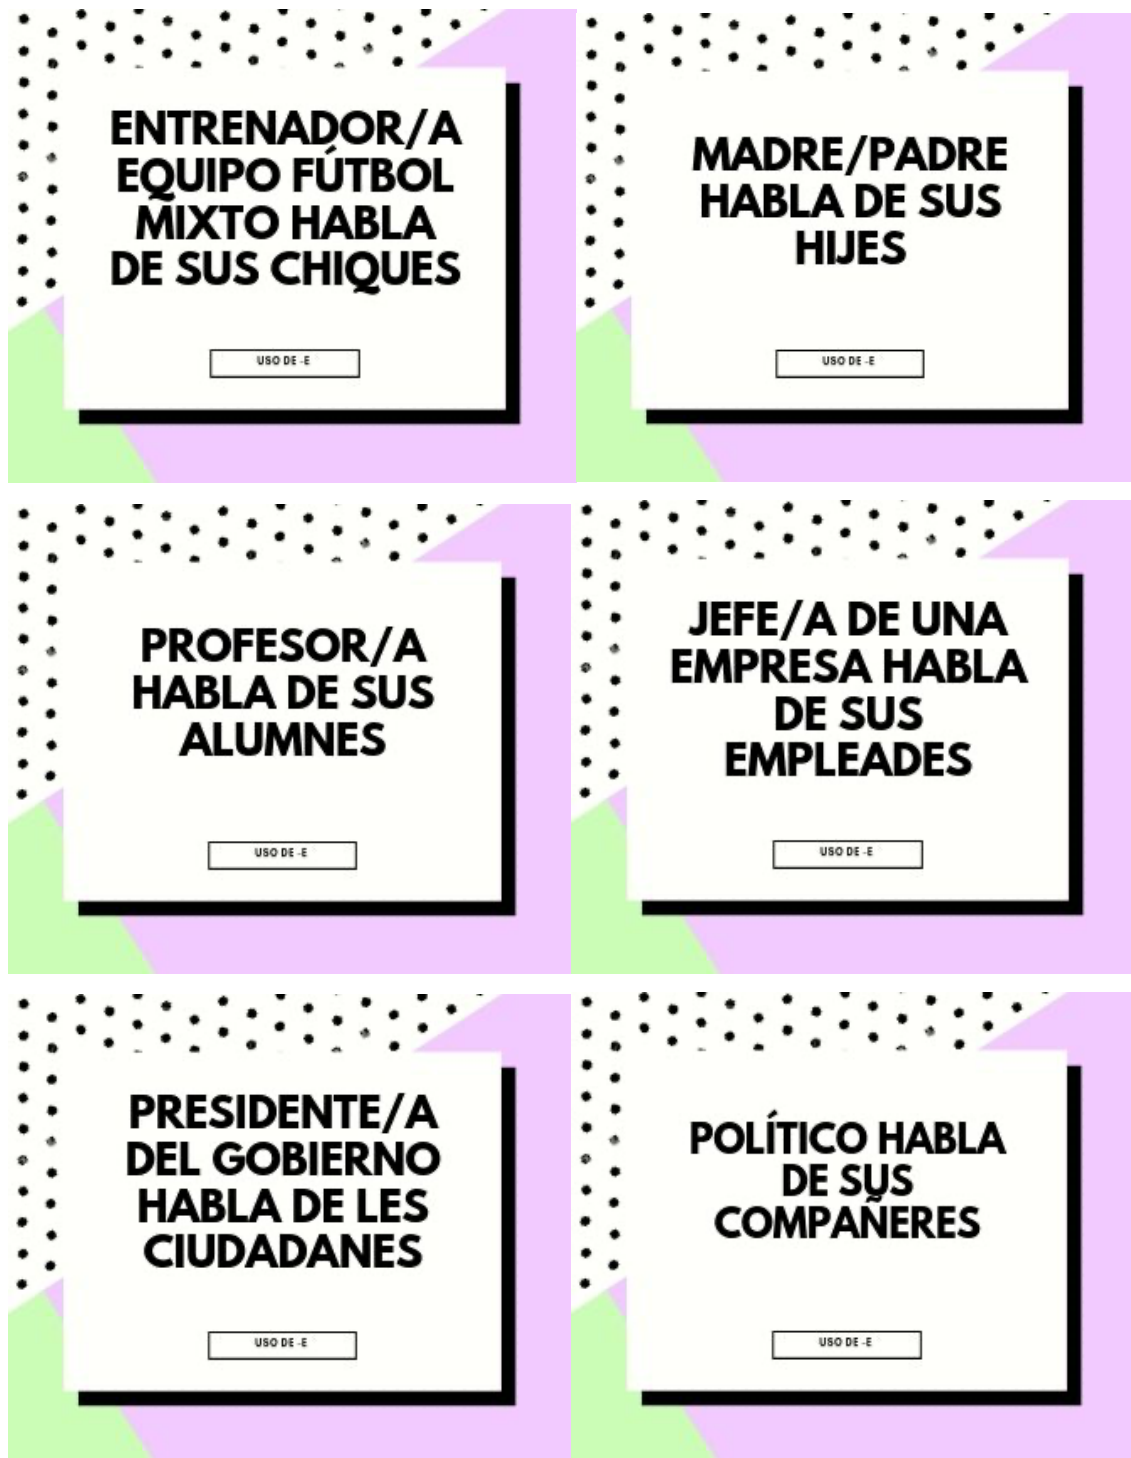 ENTRENADOR/A
EQUIPO FÚTBOL
MIXTO HABLA
DE SUS CHIQUES
USO DE -E
MADRE/PADRE
HABLA DE SUS
HIJES
USO DE -E
PROFESOR/A
HABLA DE SUS
ALUMNES
USO DE -E
JEFE/A DE UNA
EMPRESA HABLA
DE SUS
EMPLEADES
USO DE -E
PRESIDENTE/A
DEL GOBIERNO
HABLA DE LES
CIUDADANES
USO DE -E
POLÍTICO HABLA
DE SUS
COMPAÑERES
USO DE -E